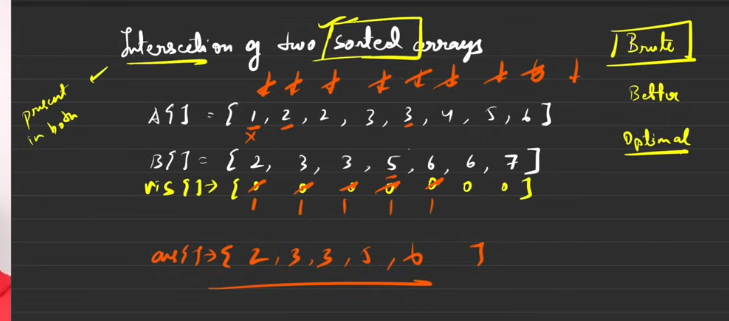 Interscetion of two sorted arrays
Brute
Better
Optimal
present
in both
A[] = { 1, 2, 2, 3, 3, 4, 5, 6 }
x
B[] = { 2, 3, 3, 5, 6, 6, 7 }
vis[] → { 0 0 0 0 0 0 0 }
1 1 1 1 1
ans[] → { 2, 3, 3, 5, 6 }